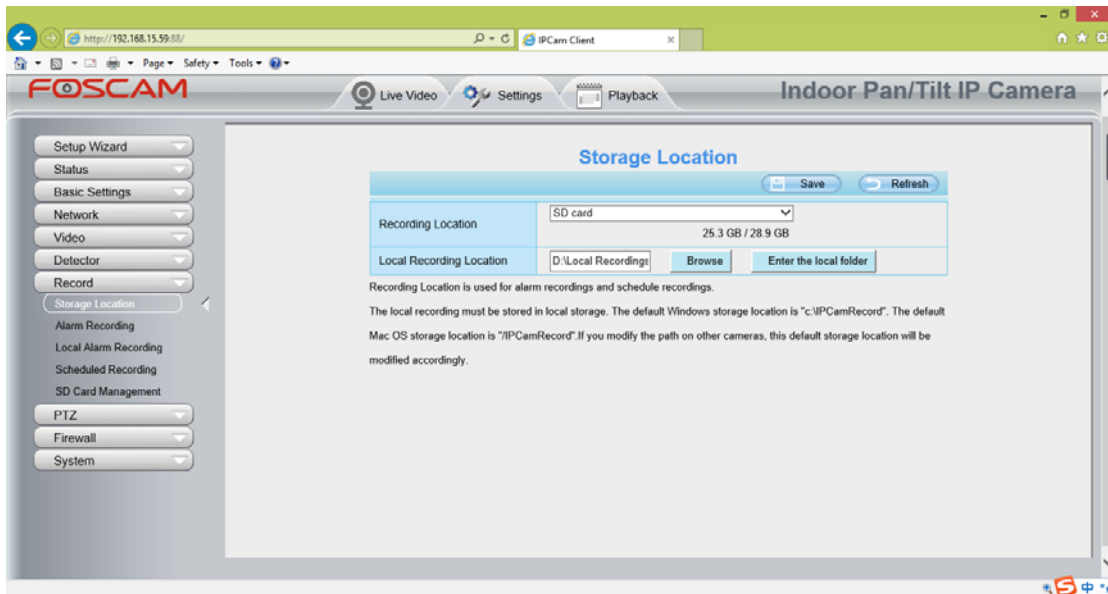 http://192.168.15.59:88/
IPCam Client
Page Safety Tools
FOSCAM
Live Video
Settings
Playback
Indoor Pan/Tilt IP Camera
Setup Wizard
Status
Basic Settings
Network
Video
Detector
Record
Storage Location
Alarm Recording
Local Alarm Recording
Scheduled Recording
SD Card Management
PTZ
Firewall
System
Storage Location
Save Refresh
Recording Location SD card
25.3 GB / 28.9 GB
Local Recording Location D:\Local Recordings Browse Enter the local folder
Recording Location is used for alarm recordings and schedule recordings.
The local recording must be stored in local storage. The default Windows storage location is "c:\IPCamRecord". The default
Mac OS storage location is "/IPCamRecord".If you modify the path on other cameras, this default storage location will be
modified accordingly.
中